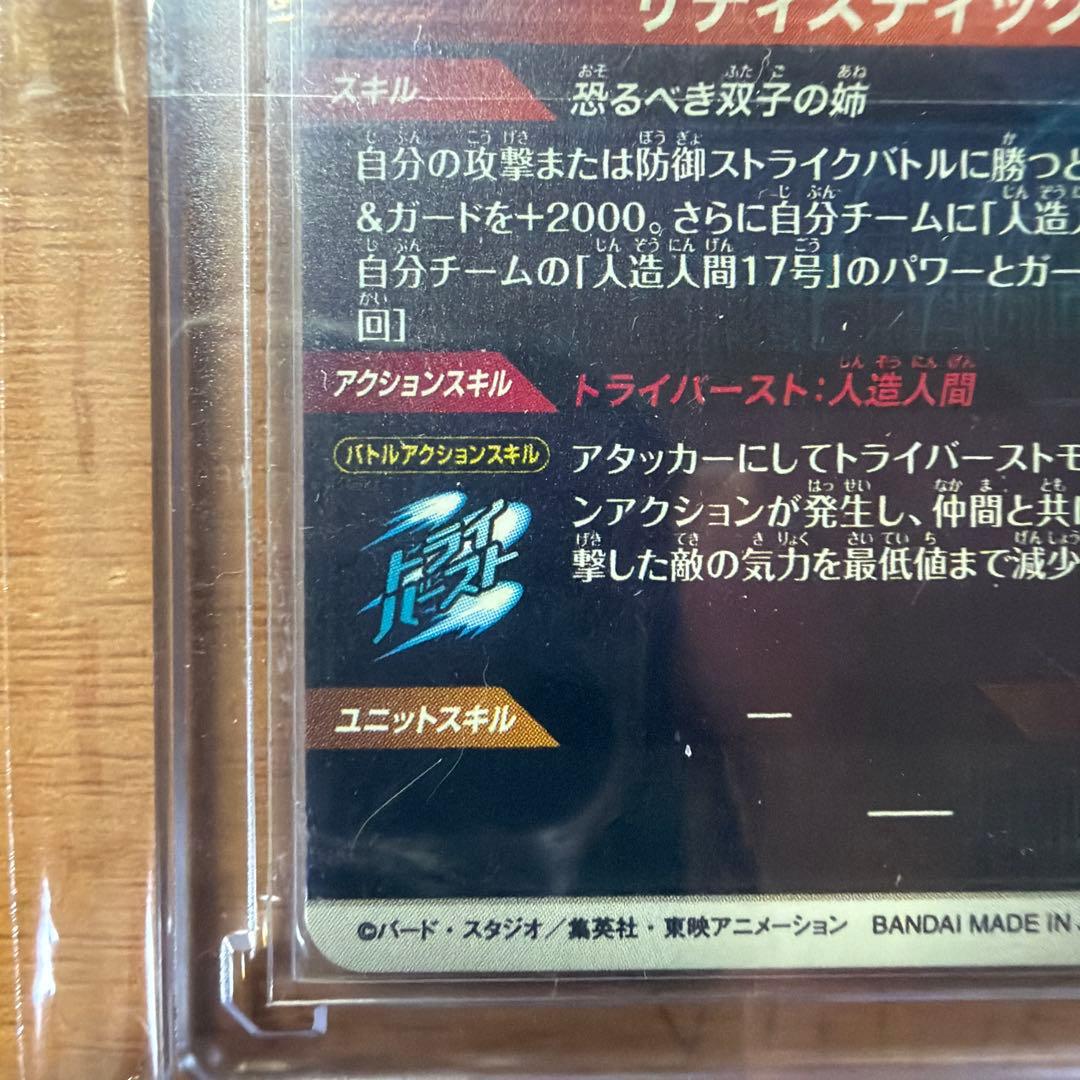 サディスティック
スキル
恐るべき双子の姉
自分の攻撃または防御ストライクバトルに勝つと
&ガードを+2000。さらに自分チームに「人造人
自分チームの「人造人間17号」のパワーとガー
回]
アクションスキル
トライバースト：人造人間
バトルアクションスキル
アタッカーにしてトライバーストモ
ンアクションが発生し、仲間と共に
撃した敵の気力を最低値まで減少
トライ
バースト
ユニットスキル
—
—
©バード・スタジオ／集英社・東映アニメーション BANDAI MADE IN